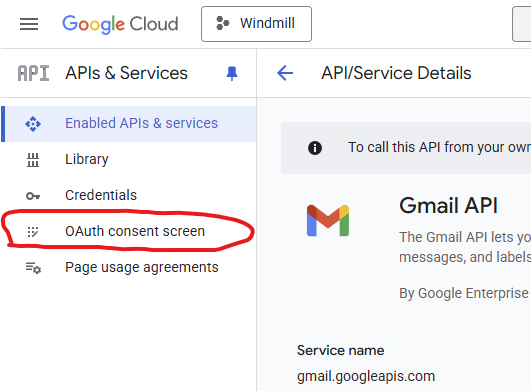 Google Cloud
Windmill
API
APIs & Services
API/Service Details
Enabled APIs & services
Library
Credentials
OAuth consent screen
Page usage agreements
To call this API from your own
Gmail API
The Gmail API lets yo
messages, and labels
By Google Enterprise
Service name
gmail.googleapis.com